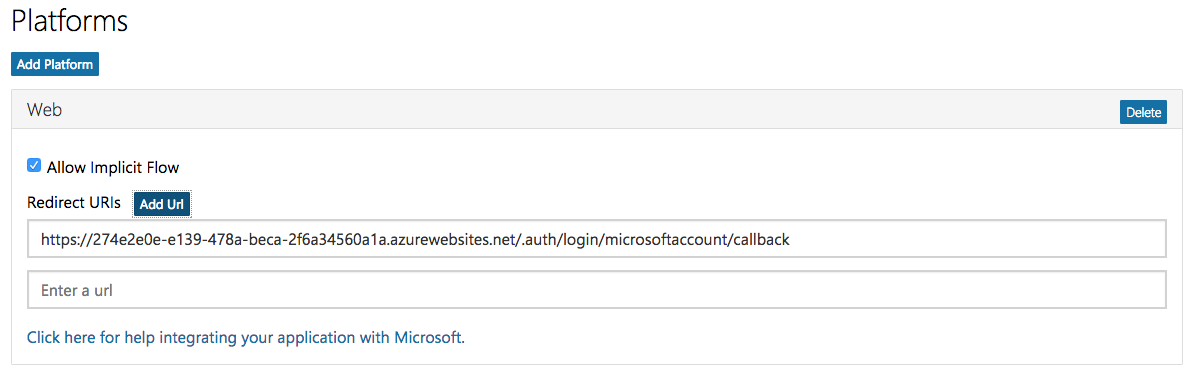 Platforms
Add Platform
Web
Delete
Allow Implicit Flow
Redirect URIs Add Url
https://274e2e0e-e139-478a-beca-2f6a34560a1a.azurewebsites.net/.auth/login/microsoftaccount/callback
Enter a url
Click here for help integrating your application with Microsoft.